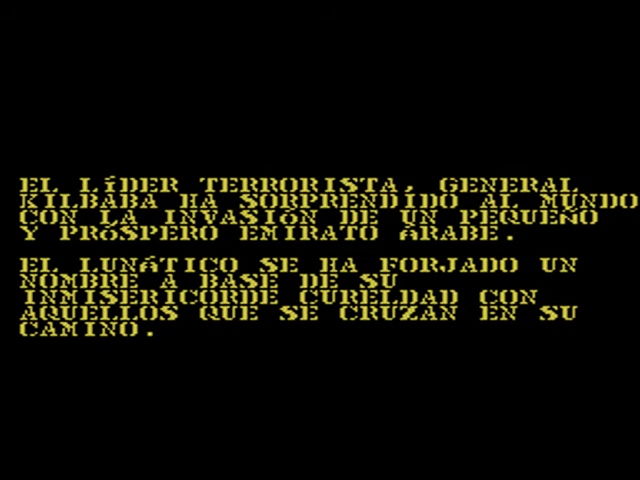 EL LíDER TERRORISTA, GENERAL
KILBABA HA SORPRENDIDO AL MUNDO
CON LA INVASIóN DE UN PEQUEÑO
Y PRóSPERO EMIRATO áRABE.
EL LUNáTICO SE HA FORJADO UN
NOMBRE A BASE DE SU
INMISERICORDE CURELDAD CON
AQUELLOS QUE SE CRUZAN EN SU
CAMINO.